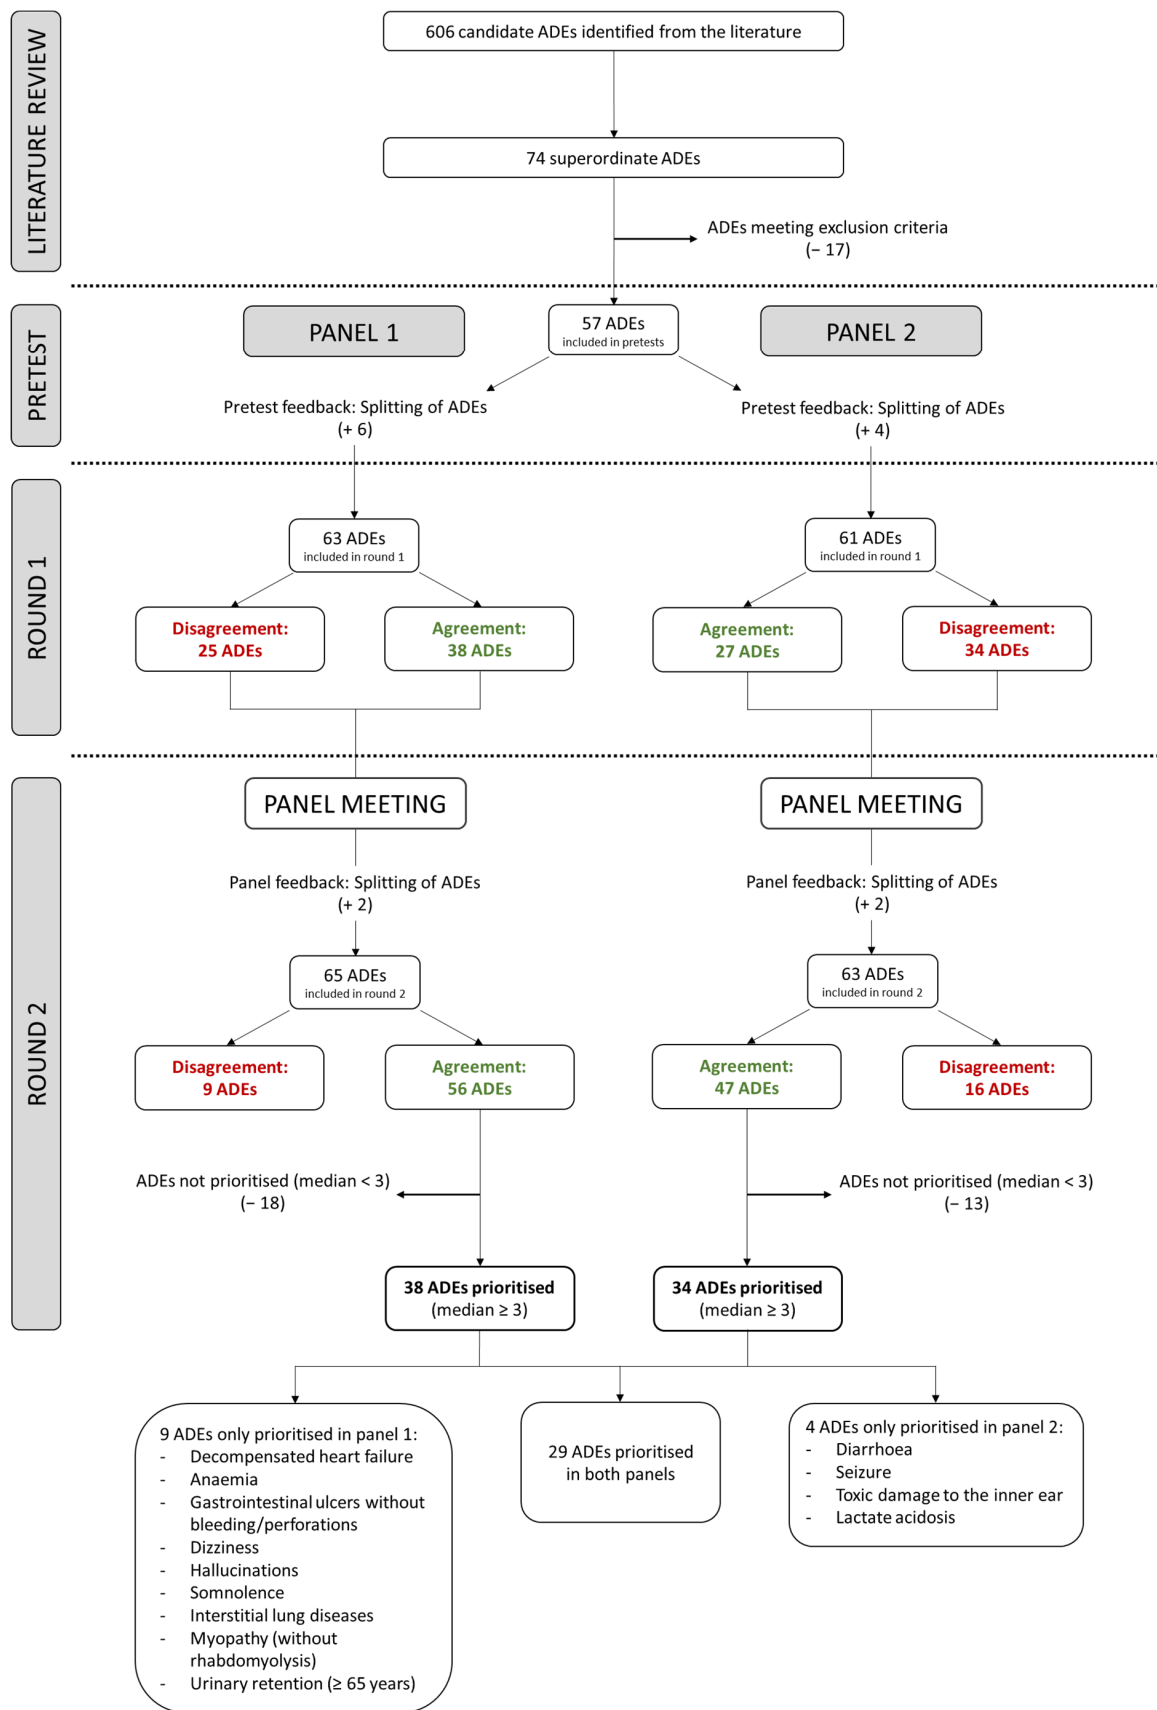 LITERATURE REVIEW
606 candidate ADEs identified from the literature
74 superordinate ADEs
ADEs meeting exclusion criteria
(− 17)
PRETEST
PANEL 1
57 ADEs
included in pretests
PANEL 2
Pretest feedback: Splitting of ADEs
(+ 6)
Pretest feedback: Splitting of ADEs
(+ 4)
ROUND 1
63 ADEs
included in round 1
61 ADEs
included in round 1
Disagreement:
25 ADEs
Agreement:
38 ADEs
Agreement:
27 ADEs
Disagreement:
34 ADEs
ROUND 2
PANEL MEETING
PANEL MEETING
Panel feedback: Splitting of ADEs
(+ 2)
Panel feedback: Splitting of ADEs
(+ 2)
65 ADEs
included in round 2
63 ADEs
included in round 2
Disagreement:
9 ADEs
Agreement:
56 ADEs
Agreement:
47 ADEs
Disagreement:
16 ADEs
ADEs not prioritised (median < 3)
(− 18)
ADEs not prioritised (median < 3)
(− 13)
38 ADEs prioritised
(median ≥ 3)
34 ADEs prioritised
(median ≥ 3)
9 ADEs only prioritised in panel 1:
- Decompensated heart failure
- Anaemia
- Gastrointestinal ulcers without
bleeding/perforations
- Dizziness
- Hallucinations
- Somnolence
- Interstitial lung diseases
- Myopathy (without
rhabdomyolysis)
- Urinary retention (≥ 65 years)
29 ADEs prioritised
in both panels
4 ADEs only prioritised in panel 2:
- Diarrhoea
- Seizure
- Toxic damage to the inner ear
- Lactate acidosis